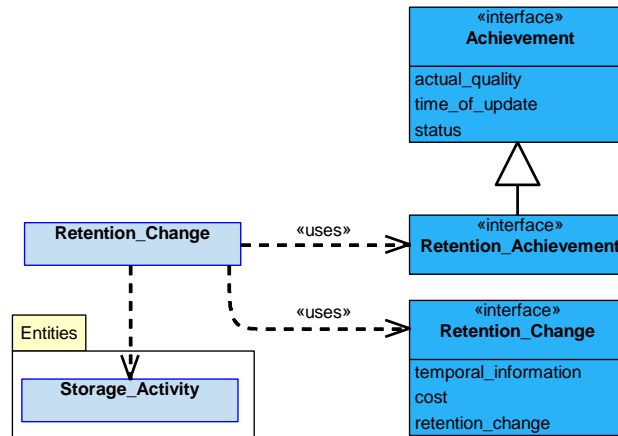 «interface»
Achievement
actual_quality
time_of_update
status
Retention_Change
«uses»
«interface»
Retention_Achievement
«uses»
«interface»
Retention_Change
temporal_information
cost
retention_change
Entities
Storage_Activity